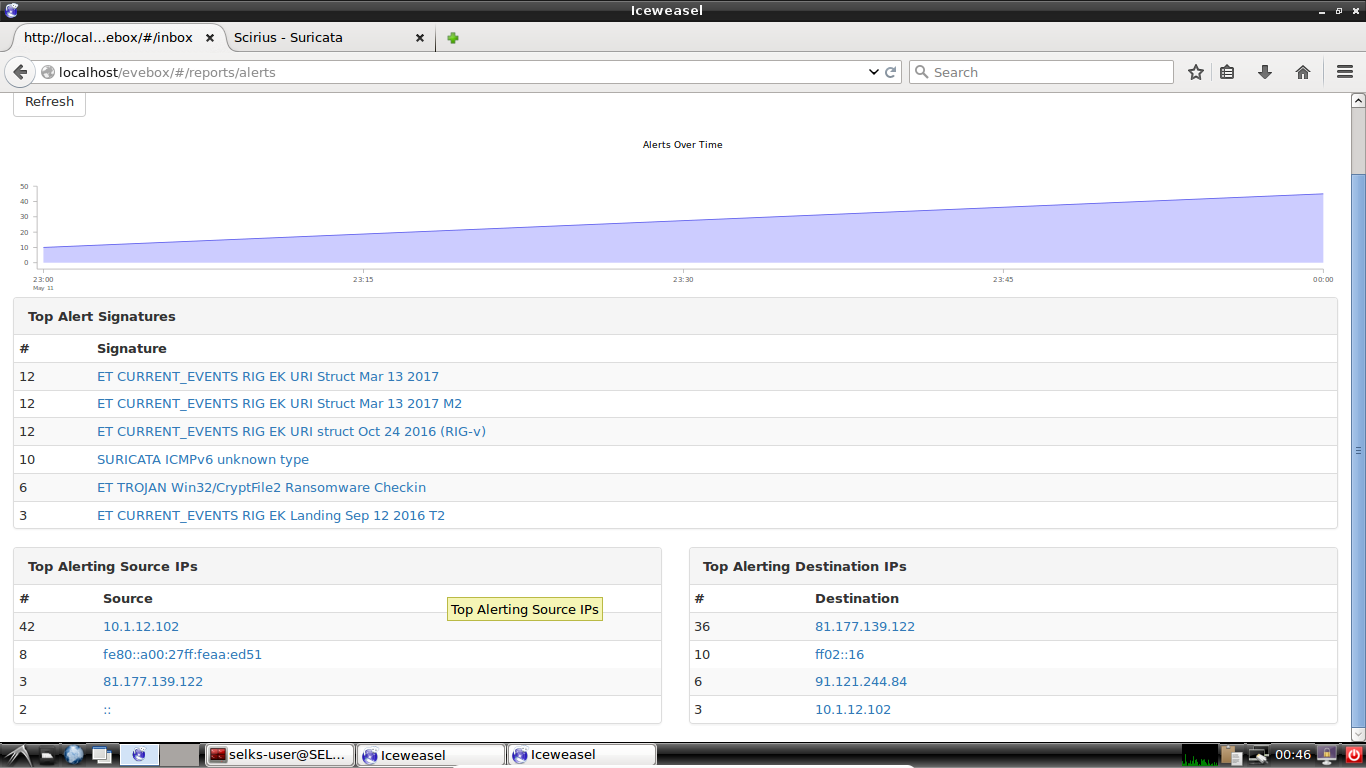 Iceweasel
http://local...ebox/#/inbox
Scirius - Suricata
localhost/evebox/#/reports/alerts
Search
Refresh
Alerts Over Time
50
40
30
20
10
0
23:00 23:15 23:30 23:45 00:00
May 11
Top Alert Signatures
# Signature
12 ET CURRENT_EVENTS RIG EK URI Struct Mar 13 2017
12 ET CURRENT_EVENTS RIG EK URI Struct Mar 13 2017 M2
12 ET CURRENT_EVENTS RIG EK URI struct Oct 24 2016 (RIG-v)
10 SURICATA ICMPv6 unknown type
6 ET TROJAN Win32/CryptFile2 Ransomware Checkin
3 ET CURRENT_EVENTS RIG EK Landing Sep 12 2016 T2
Top Alerting Source IPs
# Source
Top Alerting Source IPs
42 10.1.12.102
8 fe80::a00:27ff:feaa:ed51
3 81.177.139.122
2 ::
Top Alerting Destination IPs
# Destination
36 81.177.139.122
10 ff02::16
6 91.121.244.84
3 10.1.12.102
selks-user@SEL...
Iceweasel
Iceweasel
00:46